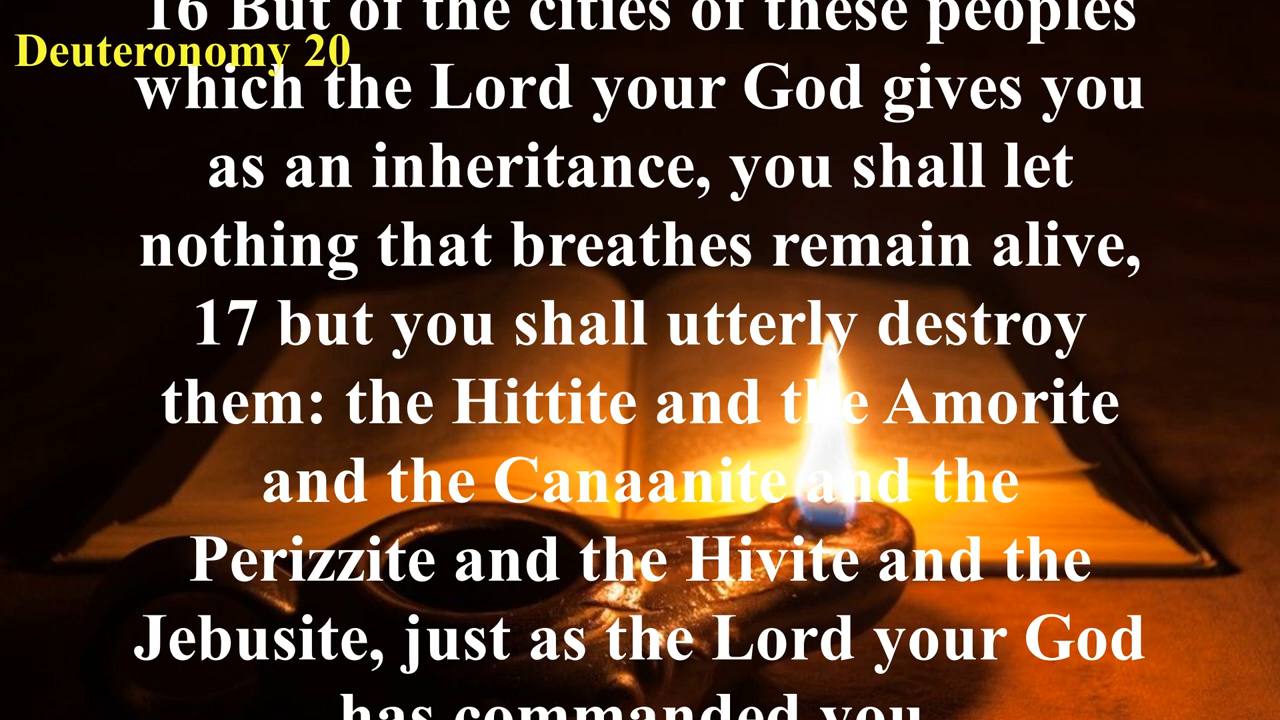 16 But of the cities of these peoples
Deuteronomy 20
which the Lord your God gives you
as an inheritance, you shall let
nothing that breathes remain alive,
17 but you shall utterly destroy
them: the Hittite and the Amorite
and the Canaanite and the
Perizzite and the Hivite and the
Jebusite, just as the Lord your God
has commanded you